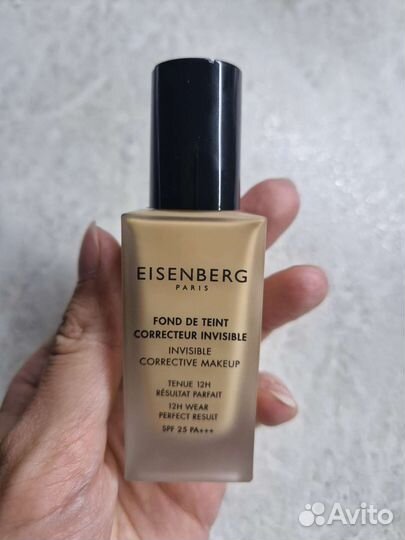 EISENBERG
PARIS
FOND DE TEINT
CORRECTEUR INVISIBLE
INVISIBLE
CORRECTIVE MAKEUP
TENUE 12H
RÉSULTAT PARFAIT
12H WEAR
PERFECT RESULT
SPF 25 PA+++
Avito